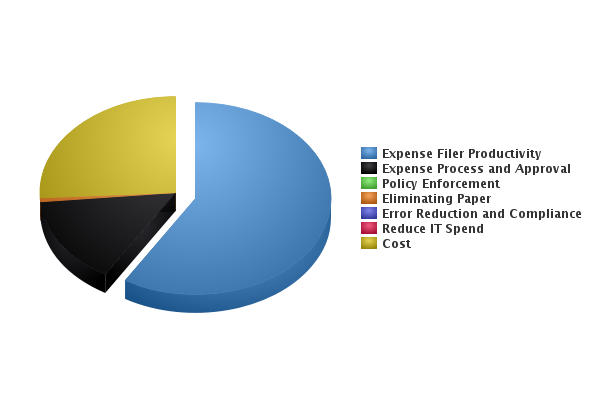 Expense Filer Productivity
Expense Process and Approval
Policy Enforcement
Eliminating Paper
Error Reduction and Compliance
Reduce IT Spend
Cost